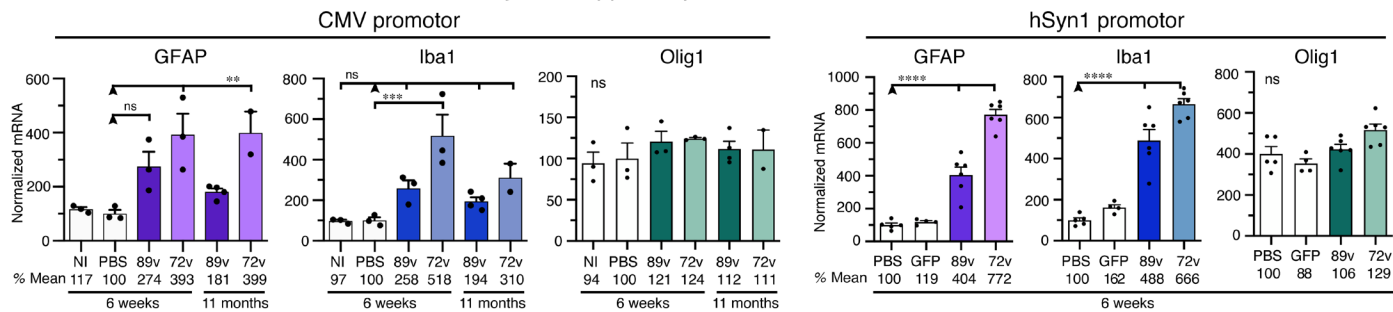 CMV promotor
hSyn1 promotor
GFAP
Iba1
Olig1
GFAP
Iba1
Olig1
Normalized mRNA
600
400
200
0
ns
**
NI PBS 89v 72v 89v 72v
% Mean 117 100 274 393 181 399
6 weeks 11 months
800
600
400
200
0
ns
***
NI PBS 89v 72v 89v 72v
97 100 258 518 194 310
6 weeks 11 months
200
150
100
50
0
ns
NI PBS 89v 72v 89v 72v
94 100 121 124 112 111
6 weeks 11 months
Normalized mRNA
1000
800
600
400
200
0
****
PBS GFP 89v 72v
% Mean 100 119 404 772
800
600
400
200
0
****
PBS GFP 89v 72v
100 162 488 666
800
600
400
200
0
ns
PBS GFP 89v 72v
100 88 106 129
6 weeks